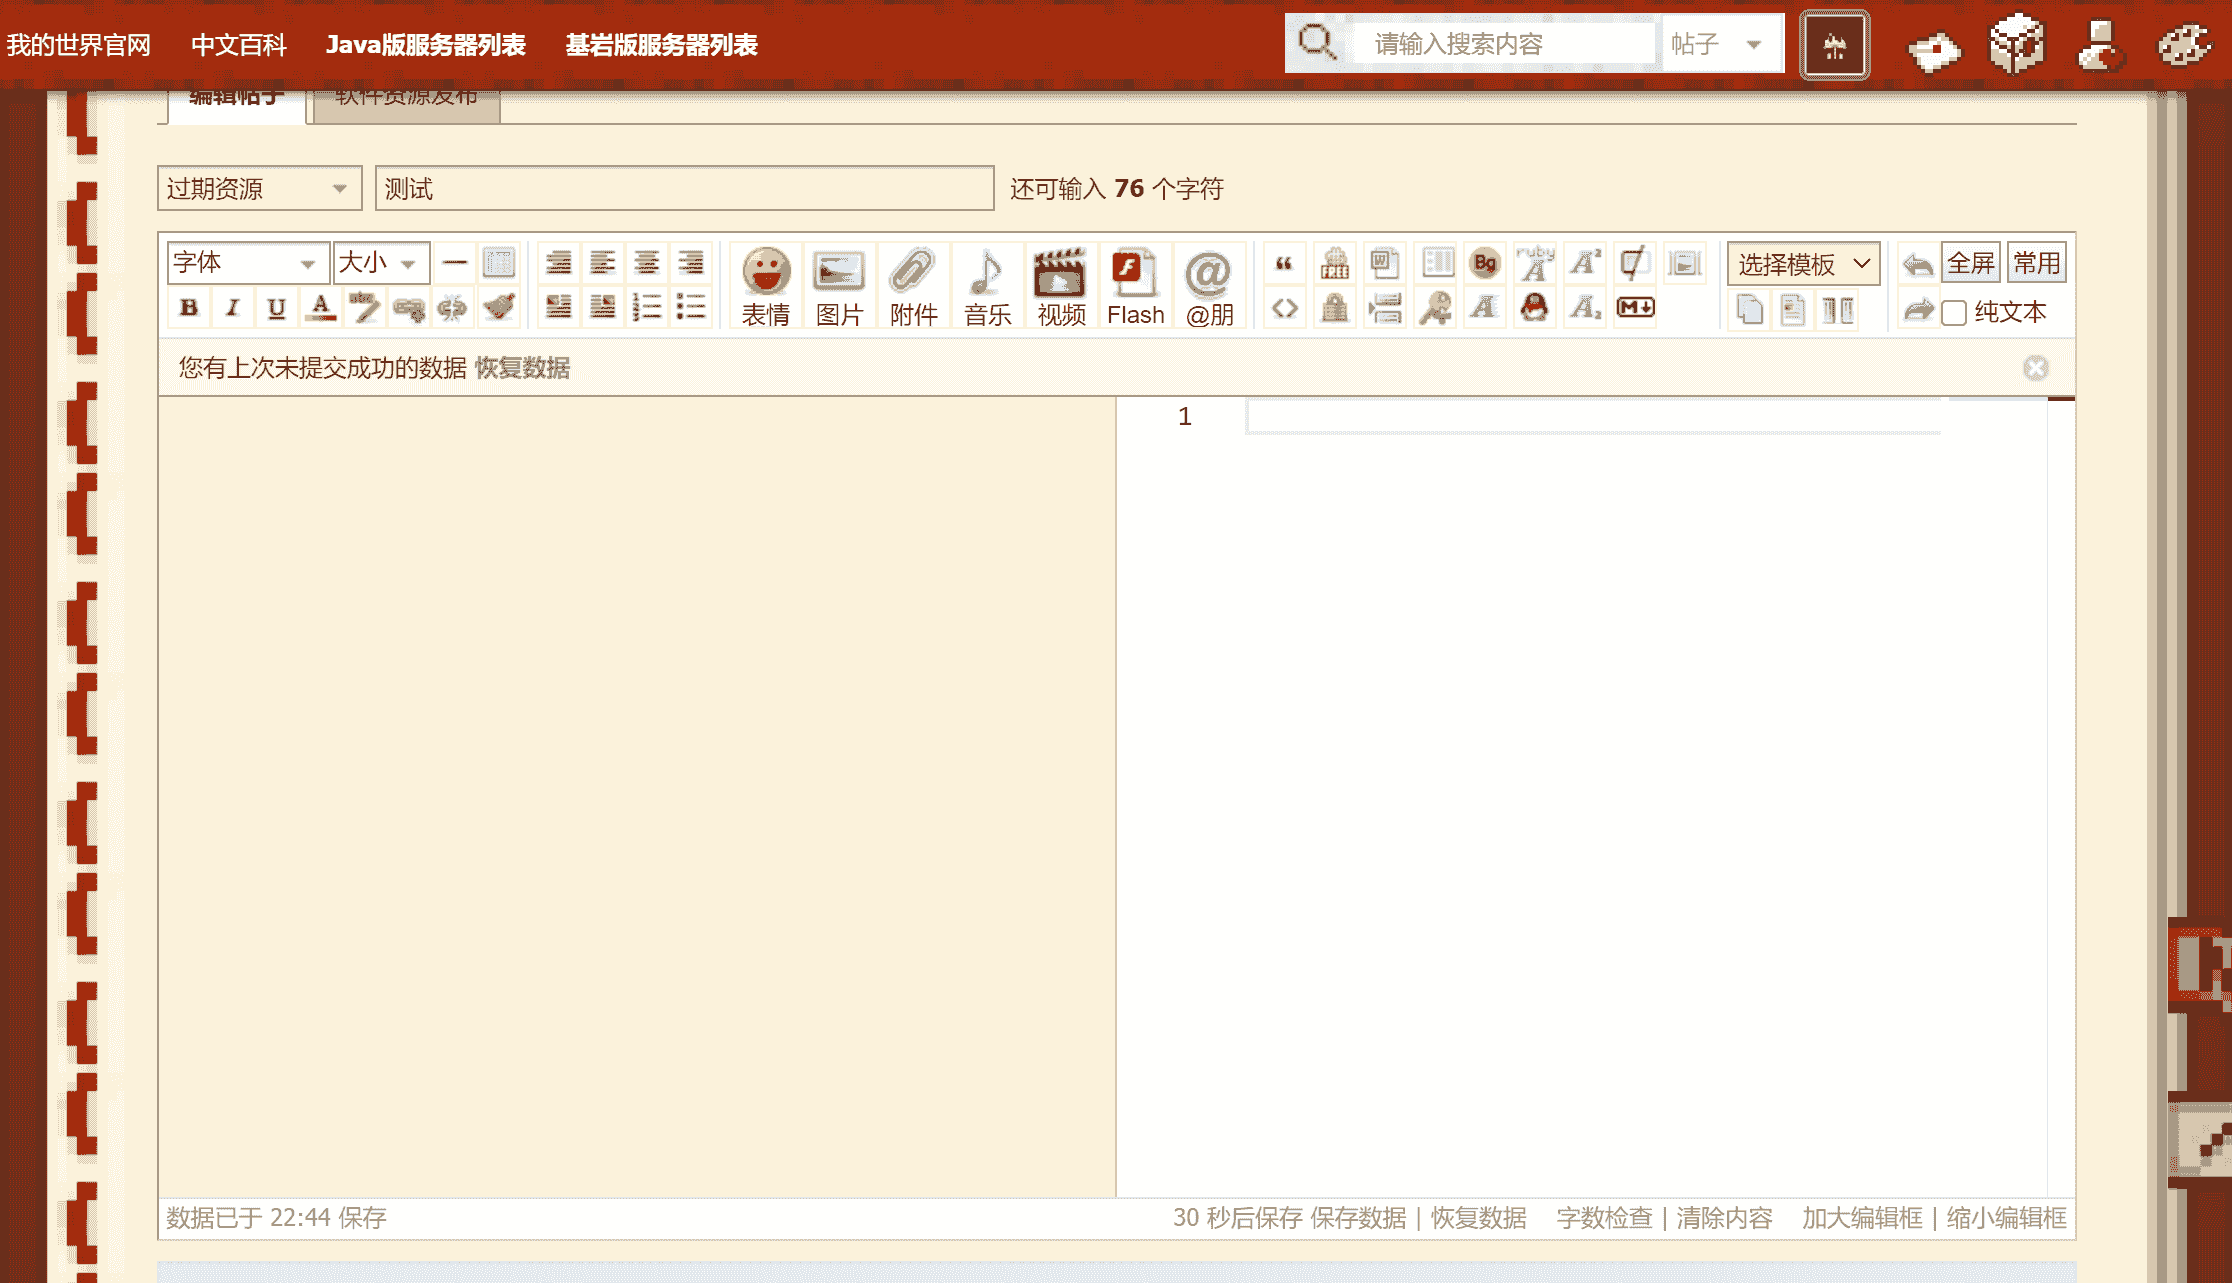 我的世界官网 中文百科 Java版服务器列表 基岩版服务器列表 请输入搜索内容 帖子
编辑帖子 软件资源发布
过期资源 测试 还可输入 76 个字符
字体 大小 选择模板 全屏 常用
表情 图片 附件 音乐 视频 Flash @朋 纯文本
您有上次未提交成功的数据 恢复数据
1
数据已于 22:44 保存 30 秒后保存 保存数据 | 恢复数据 字数检查 | 清除内容 加大编辑框 | 缩小编辑框